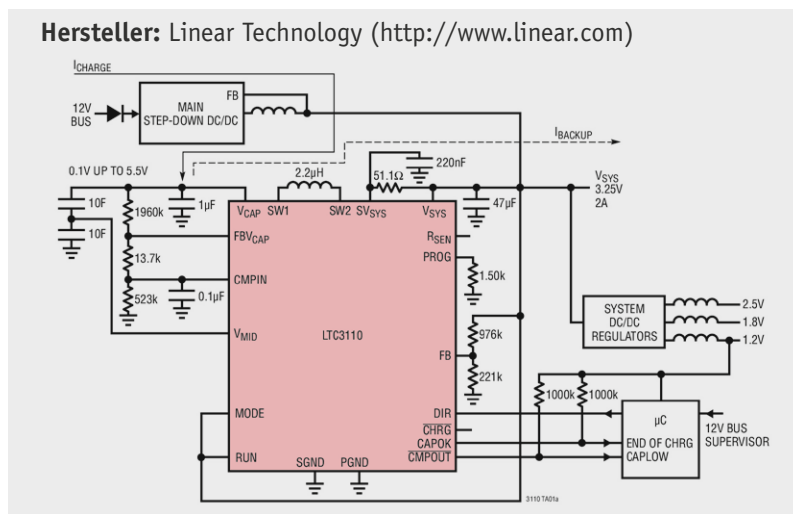 Hersteller: Linear Technology (http://www.linear.com)
ICHARGE
FB
12V
BUS
MAIN
STEP-DOWN DC/DC
IBACKUP
220nF
0.1V UP TO 5.5V
2.2µH
51.1Ω
VSYS
3.25V
2A
10F
1960k
1µF
47µF
VCAP
SW1
SW2
SVSYS
VSYS
10F
FBVCAP
RSEN
PROG
13.7k
CMPIN
1.50k
523k
0.1µF
SYSTEM
DC/DC
REGULATORS
2.5V
1.8V
1.2V
VMID
LTC3110
976k
FB
221k
1000k
1000k
MODE
DIR
µC
CHRG
12V BUS
SUPERVISOR
CAPOK
END OF CHRG
RUN
SGND
PGND
CMPOUT
CAPLOW
3110 TA01a